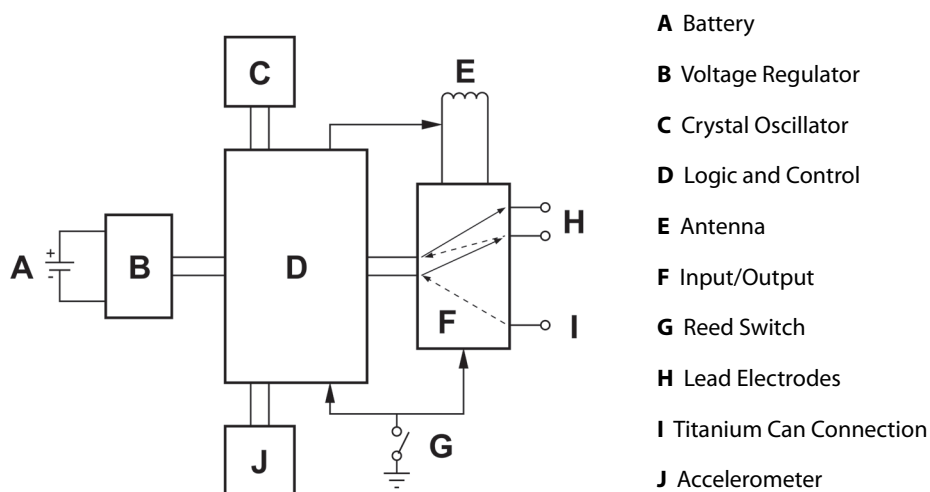 C
E
H
A
+
-
B
D
F
I
G
J
A Battery
B Voltage Regulator
C Crystal Oscillator
D Logic and Control
E Antenna
F Input/Output
G Reed Switch
H Lead Electrodes
I Titanium Can Connection
J Accelerometer